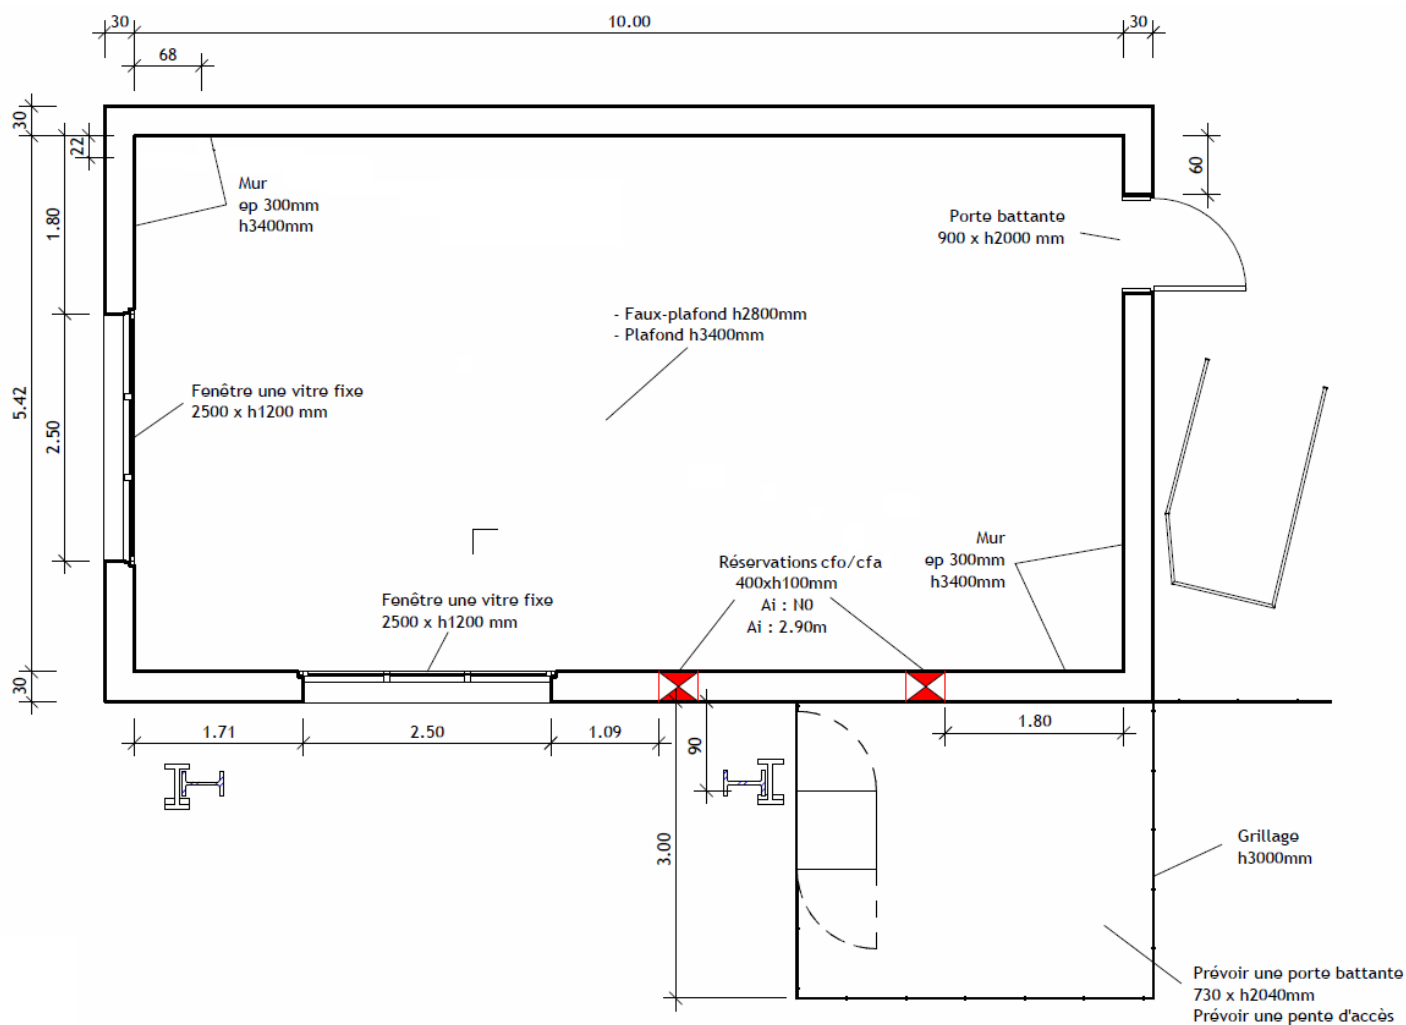 30
10.00
30
68
30
22
60
Mur
ep 300mm
h3400mm
1.80
Porte battante
900 x h2000 mm
- Faux-plafond h2800mm
- Plafond h3400mm
5.42
Fenêtre une vitre fixe
2500 x h1200 mm
2.50
Mur
ep 300mm
h3400mm
Réservations cfo/cfa
400xh100mm
Ai : N0
Ai : 2.90m
Fenêtre une vitre fixe
2500 x h1200 mm
30
1.71
2.50
1.09
90
1.80
3.00
Grillage
h3000mm
Prévoir une porte battante
730 x h2040mm
Prévoir une pente d'accès